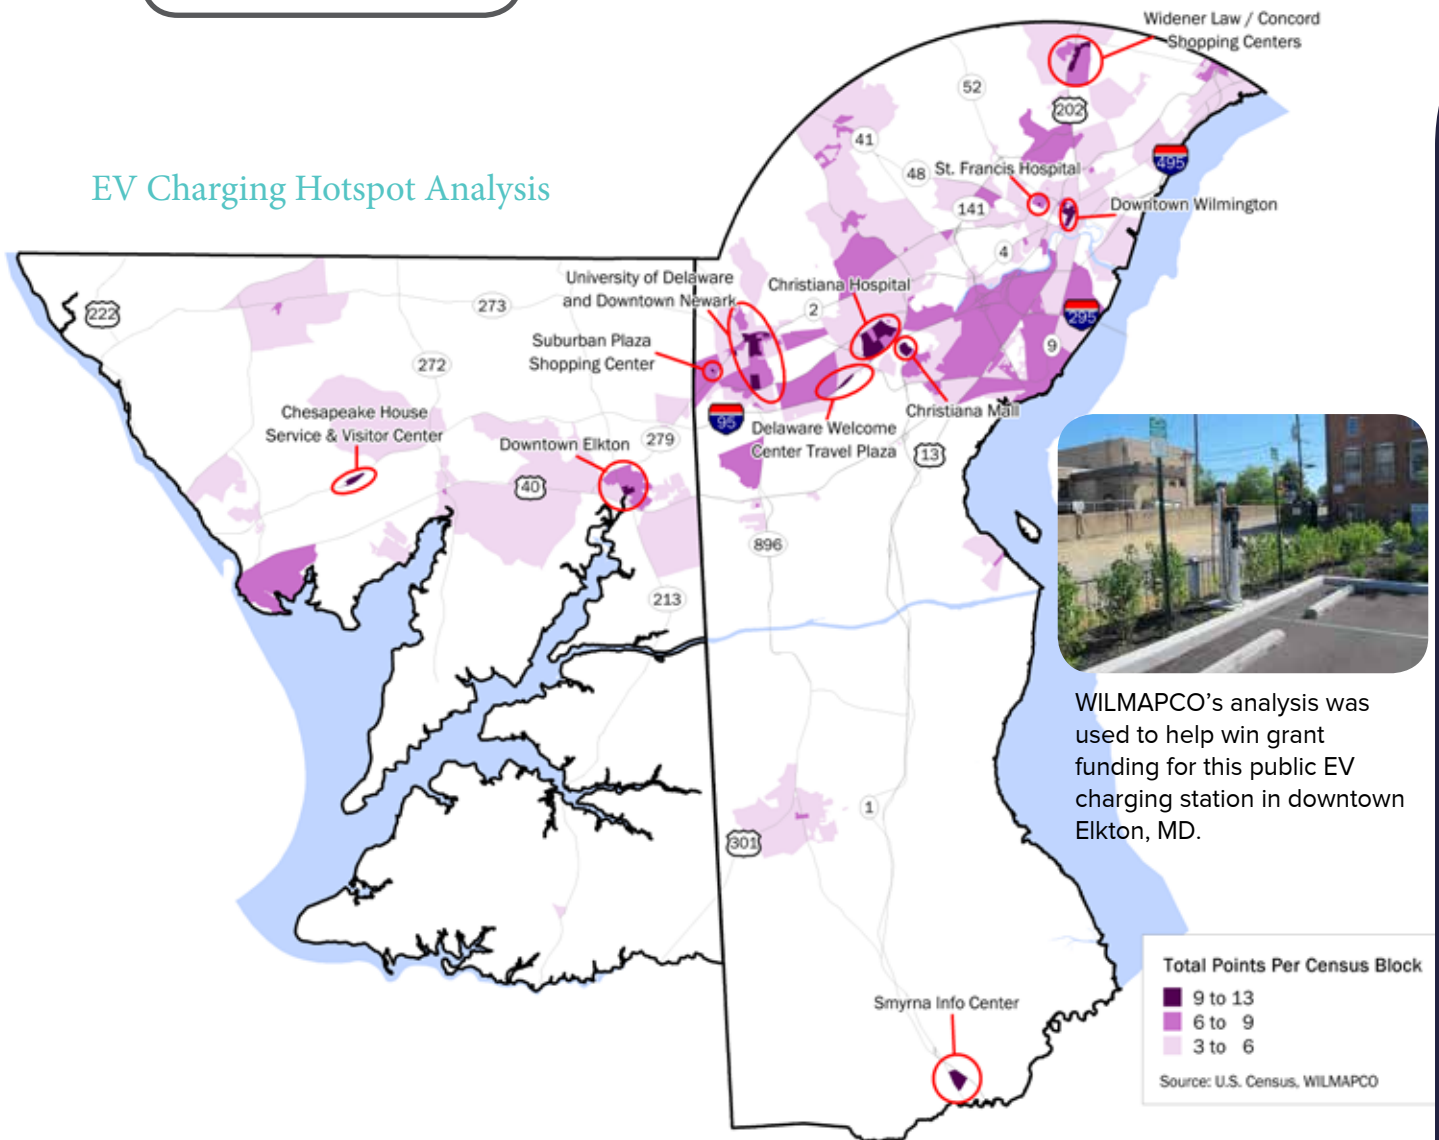 EV Charging Hotspot Analysis
Widener Law / Concord
Shopping Centers
52
202
41
495
48
St. Francis Hospital
141
Downtown Wilmington
4
University of Delaware
and Downtown Newark
Christiana Hospital
222
273
2
295
Suburban Plaza
Shopping Center
9
272
Chesapeake House
Service & Visitor Center
Christiana Mall
95
Delaware Welcome
Center Travel Plaza
Downtown Elkton
279
13
40
896
213
WILMAPCO’s analysis was
used to help win grant
funding for this public EV
charging station in downtown
Elkton, MD.
1
301
Smyrna Info Center
Total Points Per Census Block
9 to 13
6 to 9
3 to 6
Source: U.S. Census, WILMAPCO